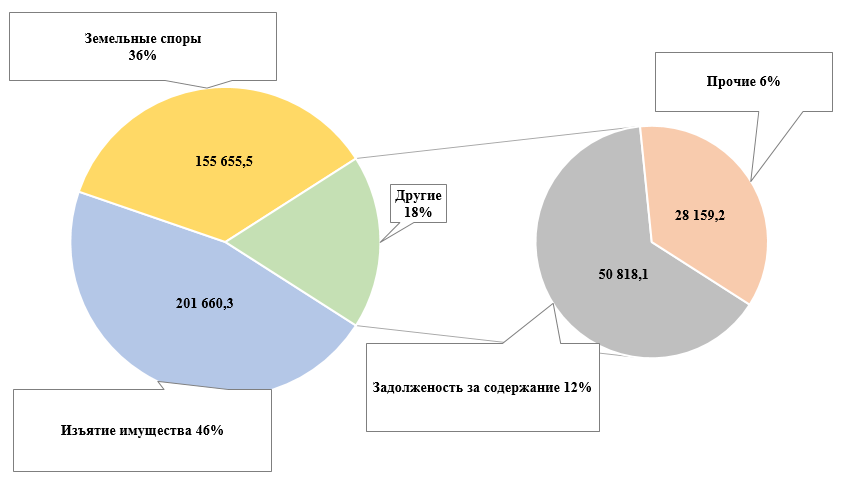 Земельные споры
36%
Прочие 6%
155 655,5
Другие
18%
28 159,2
50 818,1
201 660,3
Задолженость за содержание 12%
Изъятие имущества 46%